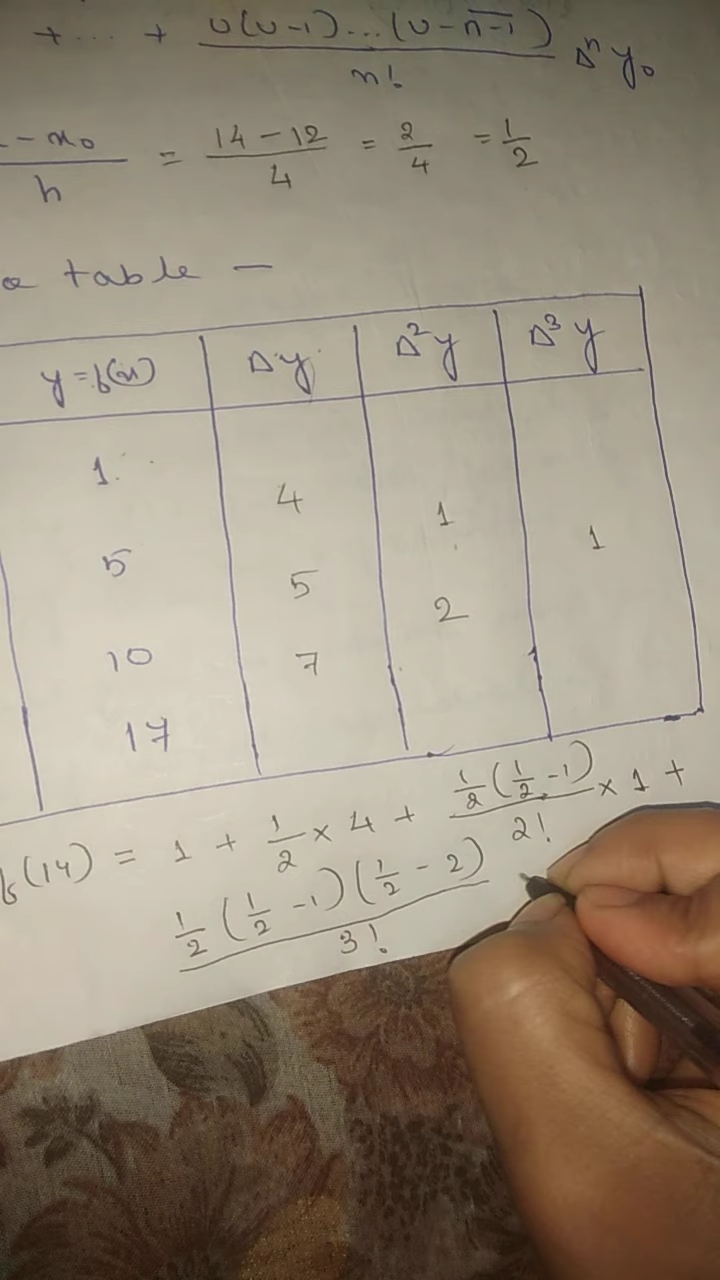 + ... + u(u-1)...(u-n-1) / n! Δⁿy₀
- x₀ / h = 14-12 / 4 = 2/4 = 1/2
table —
y=f(x) Δy Δ²y Δ³y
1
4
1
5
1
5
2
10
7
17
f(14) = 1 + 1/2 × 4 + 1/2(1/2-1) / 2! × 1 +
1/2(1/2-1)(1/2-2) / 3!